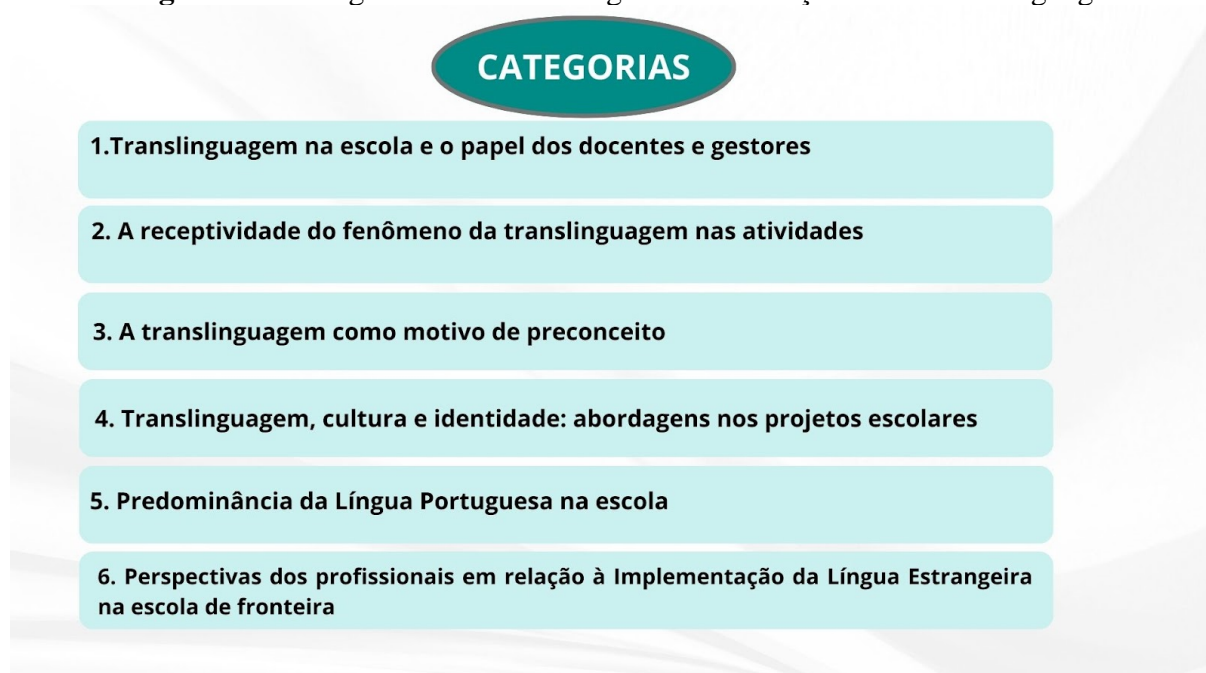 CATEGORIAS
1.Translinguagem na escola e o papel dos docentes e gestores
2. A receptividade do fenômeno da translinguagem nas atividades
3. A translinguagem como motivo de preconceito
4. Translinguagem, cultura e identidade: abordagens nos projetos escolares
5. Predominância da Língua Portuguesa na escola
6. Perspectivas dos profissionais em relação à Implementação da Língua Estrangeira
na escola de fronteira